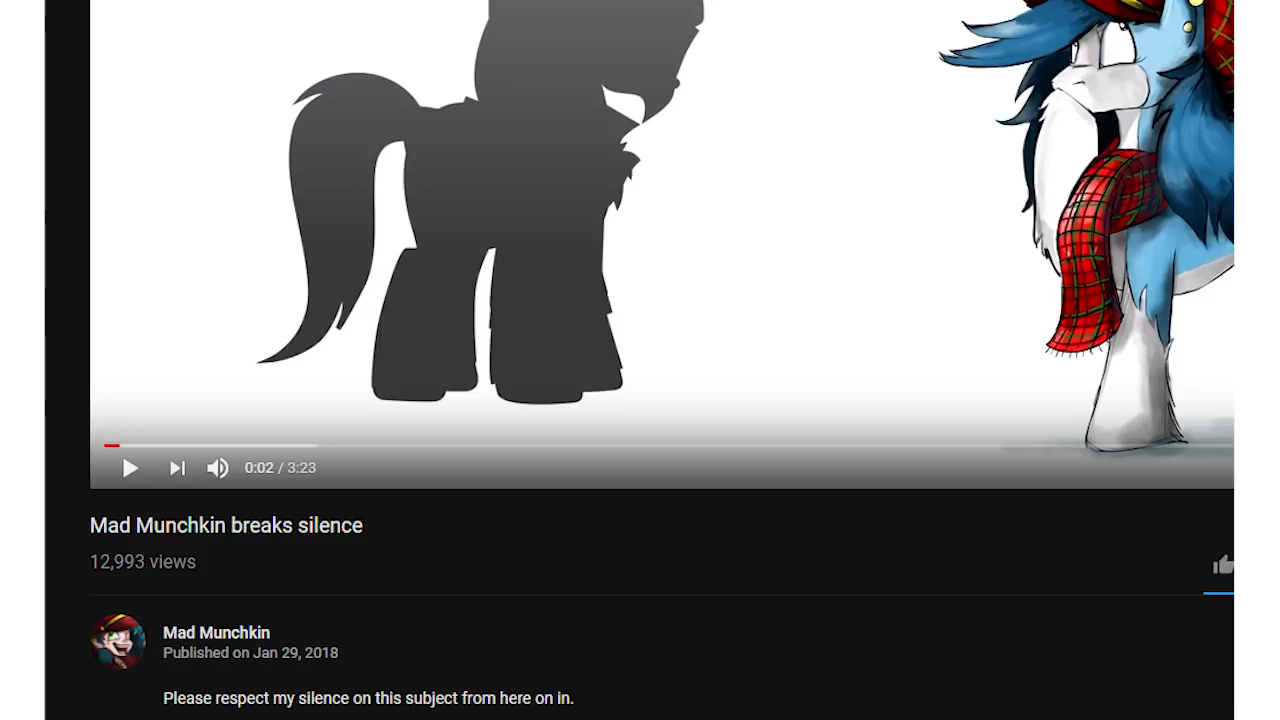 0:02 / 3:23
Mad Munchkin breaks silence
12,993 views
Mad Munchkin
Published on Jan 29, 2018
Please respect my silence on this subject from here on in.